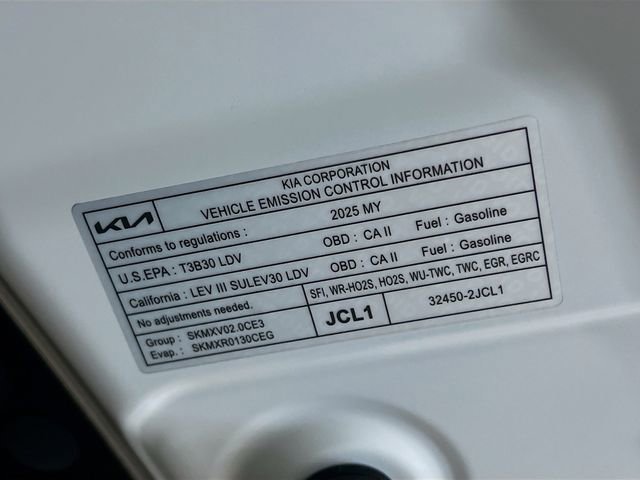 KIA
KIA CORPORATION
VEHICLE EMISSION CONTROL INFORMATION
Conforms to regulations : 2025 MY
U.S.EPA : T3B30 LDV OBD : CA II Fuel : Gasoline
California : LEV III SULEV30 LDV OBD : CA II Fuel : Gasoline
No adjustments needed. SFI, WR-HO2S, HO2S, WU-TWC, TWC, EGR, EGRC
Group : SKMXV02.0CE3
Evap. : SKMXR0130CEG
JCL1
32450-2JCL1